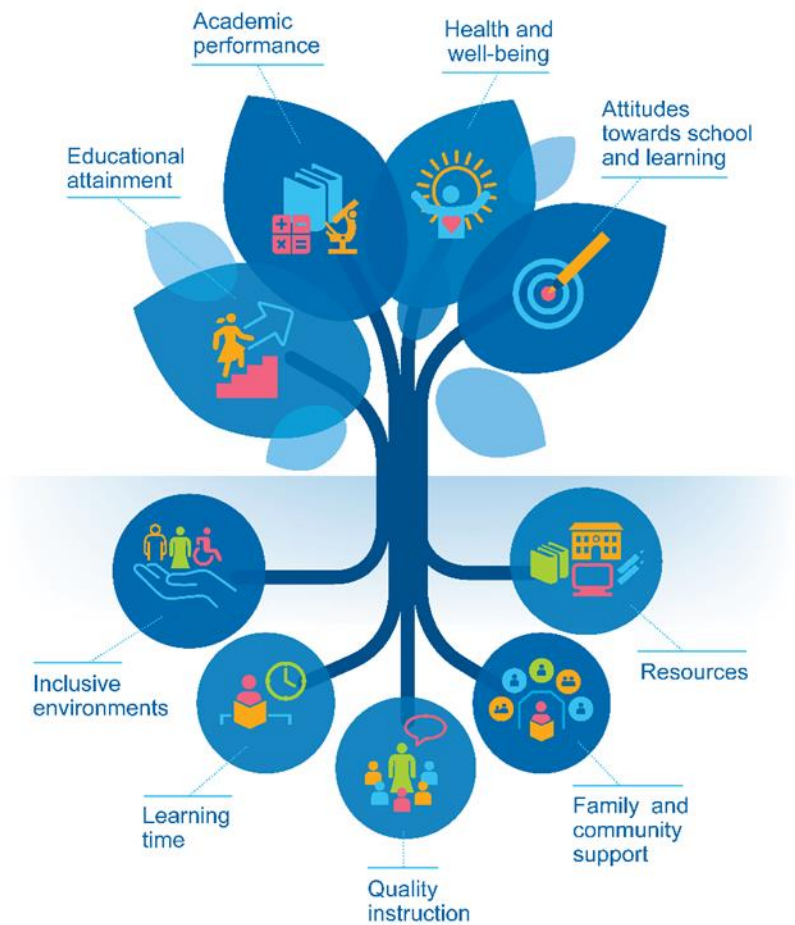 Academic
performance
Health and
well-being
Attitudes
towards school
and learning
Educational
attainment
Inclusive
environments
Resources
Learning
time
Family and
community
support
Quality
instruction